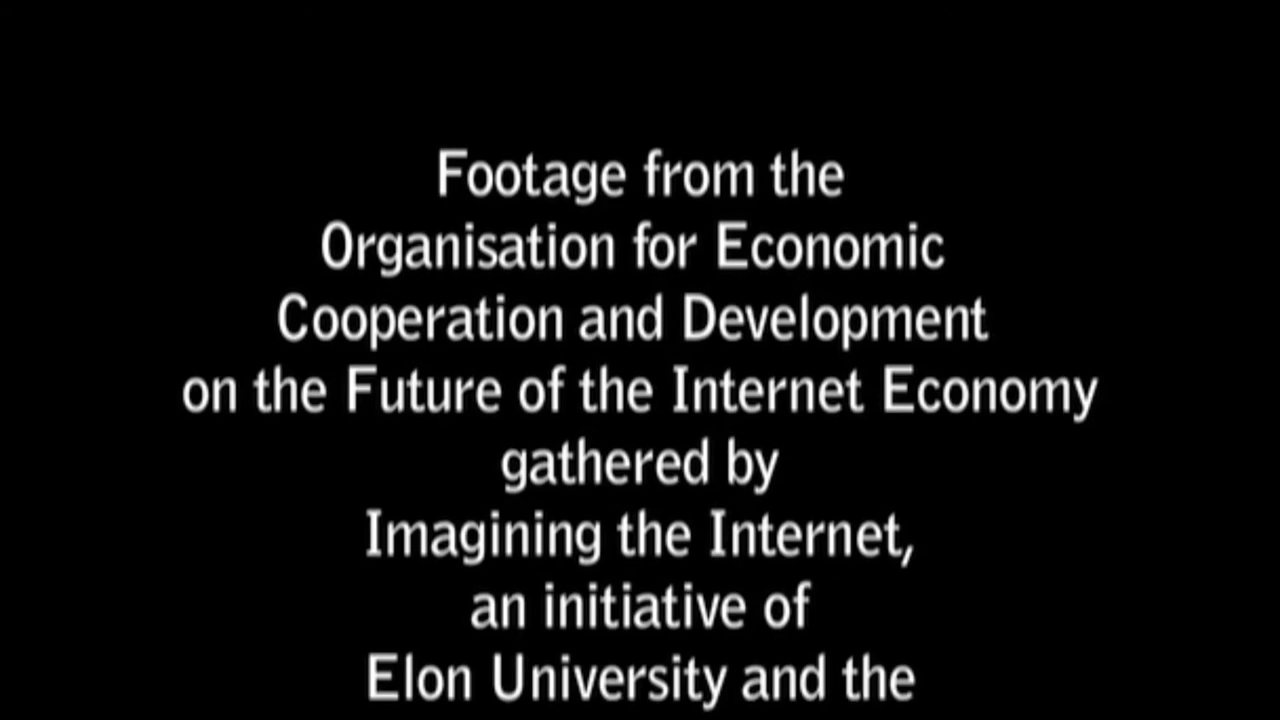 Footage from the
Organisation for Economic
Cooperation and Development
on the Future of the Internet Economy
gathered by
Imagining the Internet,
an initiative of
Elon University and the